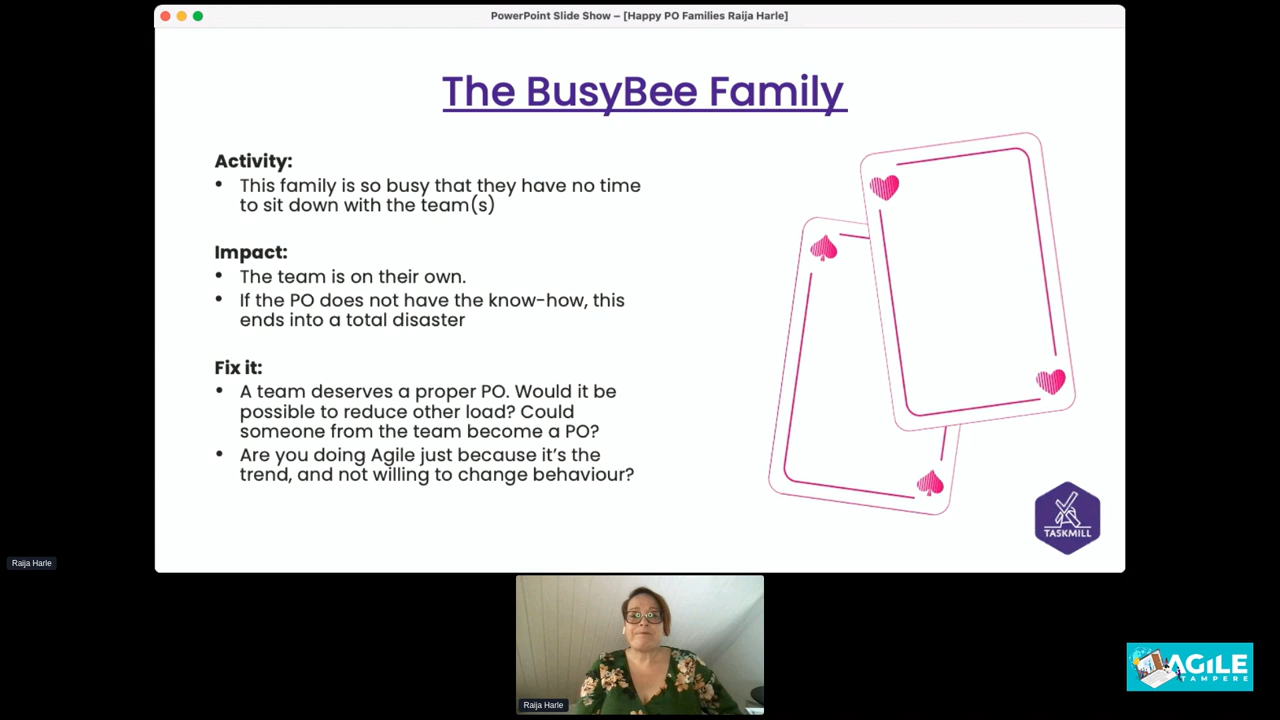 PowerPoint Slide Show – [Happy PO Families Raija Harle]
The BusyBee Family
Activity:
• This family is so busy that they have no time
to sit down with the team(s)
Impact:
• The team is on their own.
• If the PO does not have the know-how, this
ends into a total disaster
Fix it:
• A team deserves a proper PO. Would it be
possible to reduce other load? Could
someone from the team become a PO?
• Are you doing Agile just because it’s the
trend, and not willing to change behaviour?
TASKMILL
Raija Harle
Raija Harle
AGILE
TAMPERE